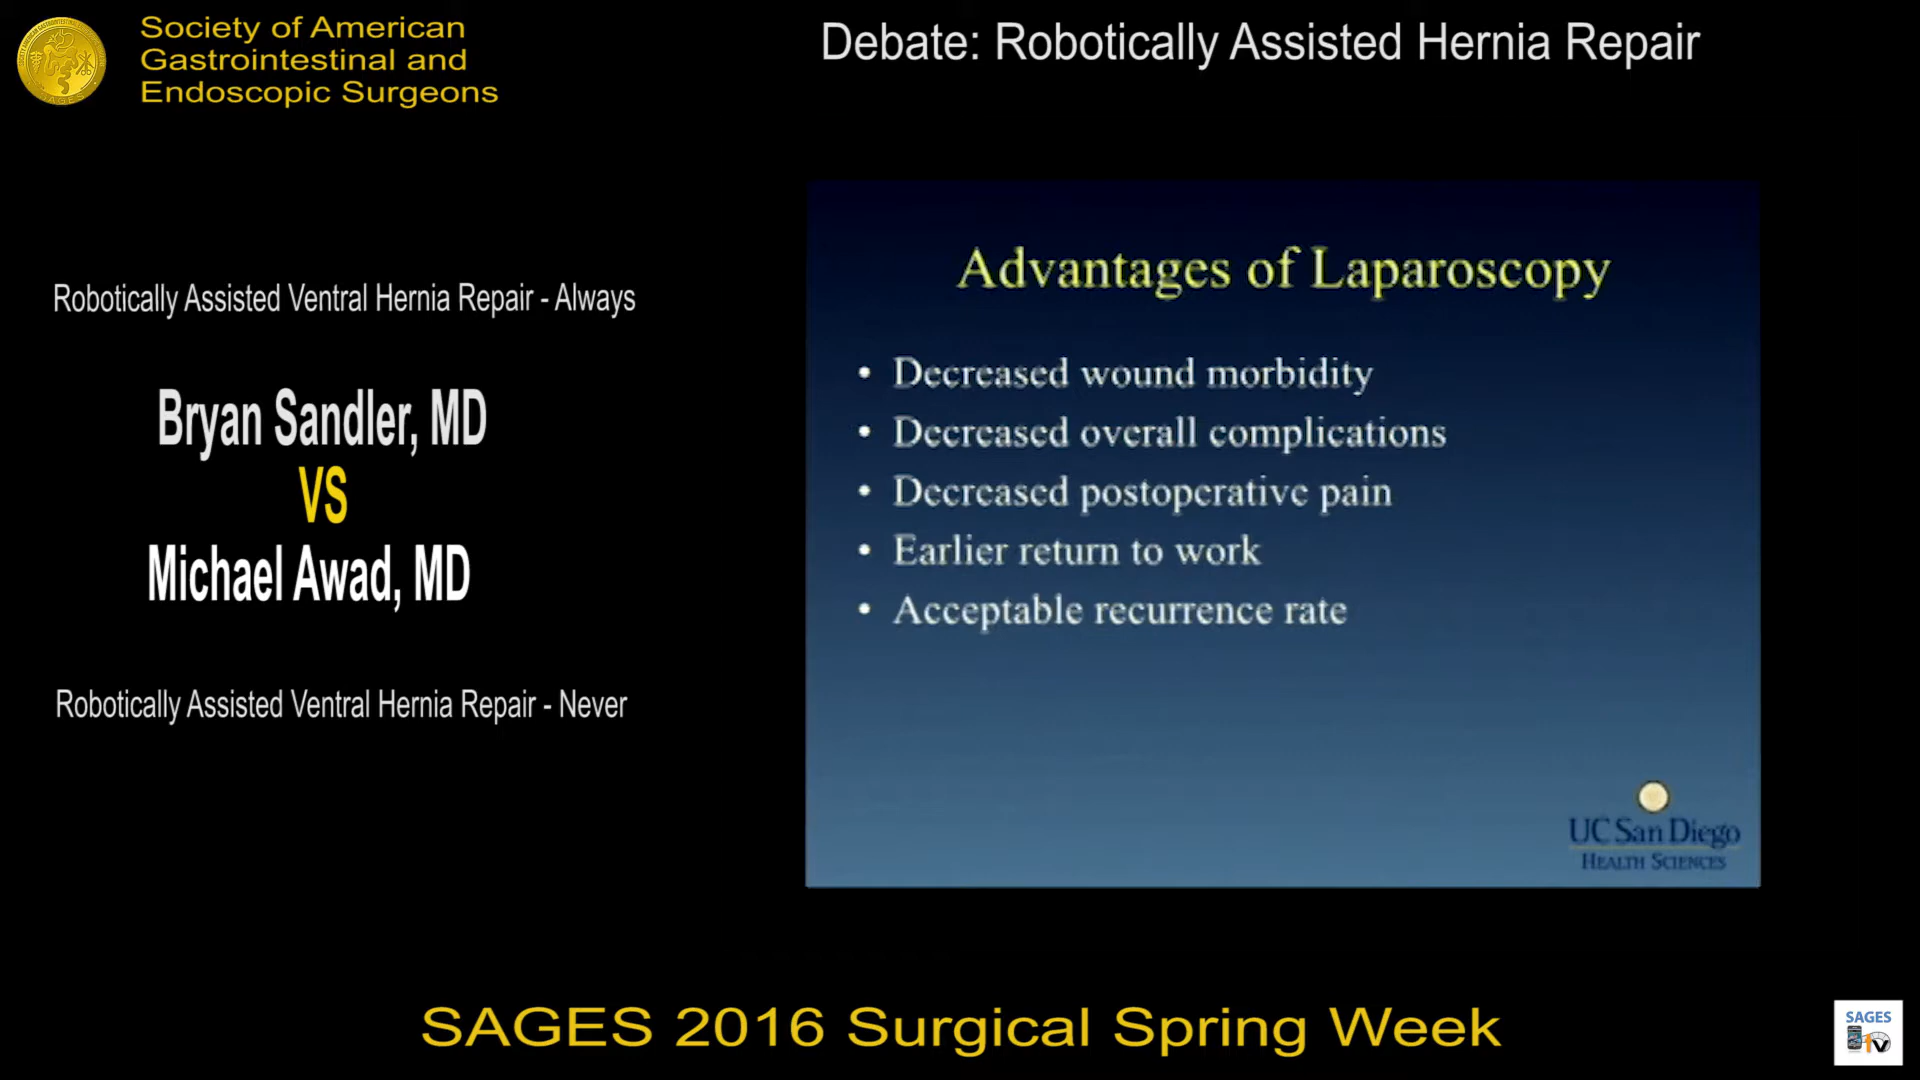 Society of American
Gastrointestinal and
Endoscopic Surgeons
Debate: Robotically Assisted Hernia Repair
Robotically Assisted Ventral Hernia Repair - Always
Bryan Sandler, MD
VS
Michael Awad, MD
Robotically Assisted Ventral Hernia Repair - Never
Advantages of Laparoscopy
• Decreased wound morbidity
• Decreased overall complications
• Decreased postoperative pain
• Earlier return to work
• Acceptable recurrence rate
UC San Diego
HEALTH SCIENCES
SAGES 2016 Surgical Spring Week
SAGES
TV